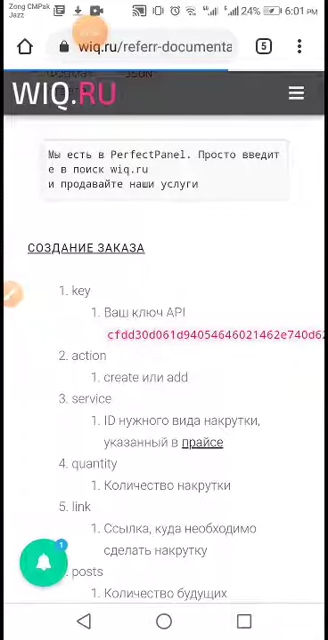 Zong CMPak
Jazz
24%
6:01 PM
wiq.ru/referr-documenta
5
JSON
WIQ.RU
Мы есть в PerfectPanel. Просто введит
е в поиск wiq.ru
и продавайте наши услуги
СОЗДАНИЕ ЗАКАЗА
1. key
1. Ваш ключ API
cfdd30d061d94054646021462e740d62
2. action
1. create или add
3. service
1. ID нужного вида накрутки,
указанный в прайсе
4. quantity
1. Количество накрутки
5. link
1. Ссылка, куда необходимо
сделать накрутку
1
posts
1. Количество будущих